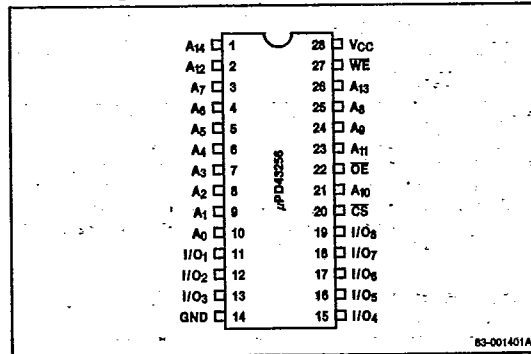 A14 1 28 VCC
A12 2 27 WE
A7 3 26 A13
A6 4 25 A8
A5 5 24 A9
A4 6 23 A11
A3 7 22 OE
A2 8 21 A10
A1 9 20 CS
A0 10 19 I/O8
I/O1 11 18 I/O7
I/O2 12 17 I/O6
I/O3 13 16 I/O5
GND 14 15 I/O4
μPD43256
83-001401A